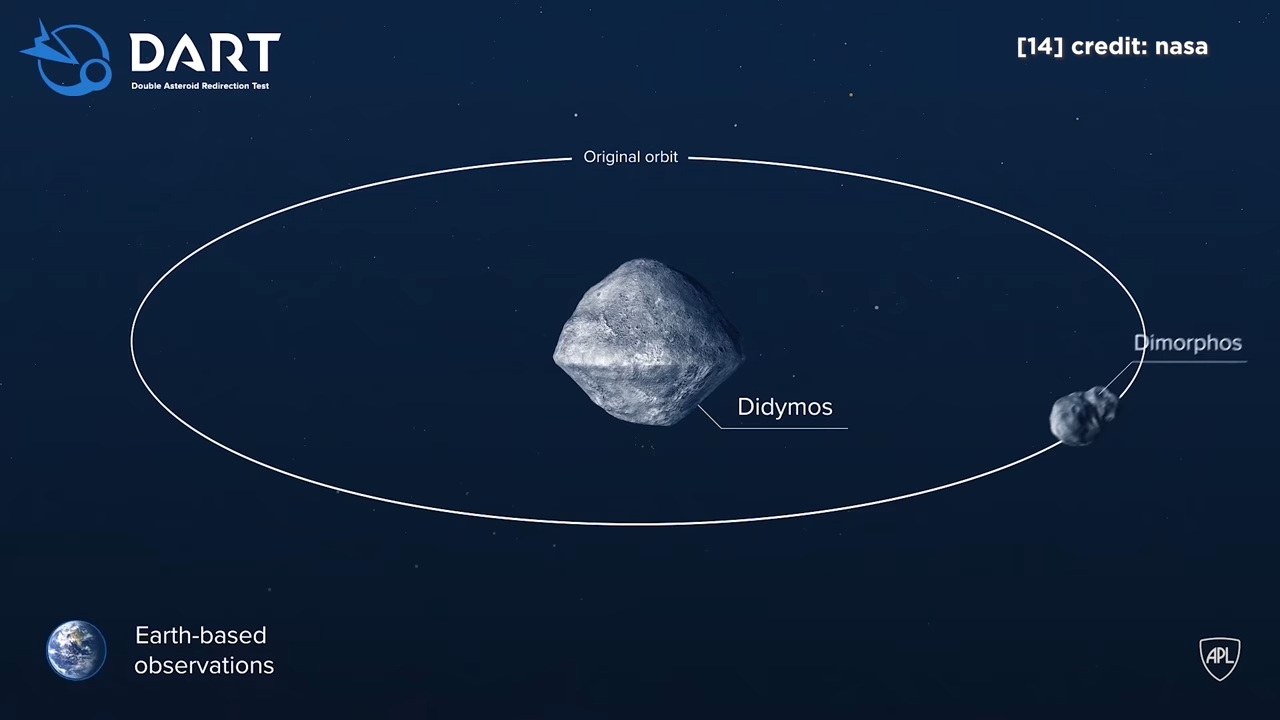 DART
Double Asteroid Redirection Test
[14] credit: nasa
Original orbit
Dimorphos
Didymos
Earth-based
observations
APL